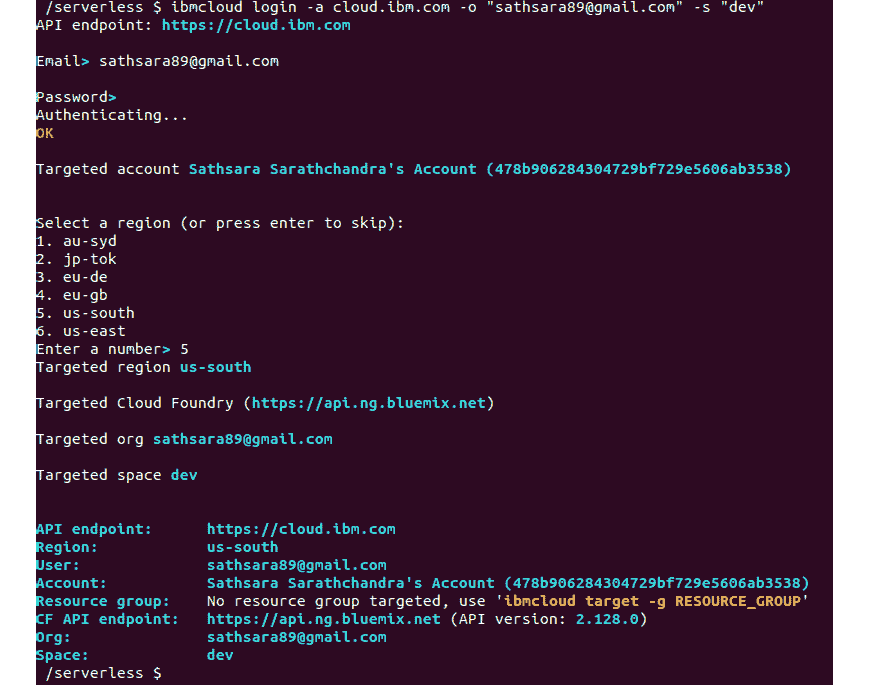 /serverless $ ibmcloud login -a cloud.ibm.com -o "sathsara89@gmail.com" -s "dev"
API endpoint: https://cloud.ibm.com
Email> sathsara89@gmail.com
Password>
Authenticating...
OK
Targeted account Sathsara Sarathchandra's Account (478b906284304729bf729e5606ab3538)
Select a region (or press enter to skip):
1. au-syd
2. jp-tok
3. eu-de
4. eu-gb
5. us-south
6. us-east
Enter a number> 5
Targeted region us-south
Targeted Cloud Foundry (https://api.ng.bluemix.net)
Targeted org sathsara89@gmail.com
Targeted space dev
API endpoint: https://cloud.ibm.com
Region: us-south
User: sathsara89@gmail.com
Account: Sathsara Sarathchandra's Account (478b906284304729bf729e5606ab3538)
Resource group: No resource group targeted, use 'ibmcloud target -g RESOURCE_GROUP'
CF API endpoint: https://api.ng.bluemix.net (API version: 2.128.0)
Org: sathsara89@gmail.com
Space: dev
/serverless $